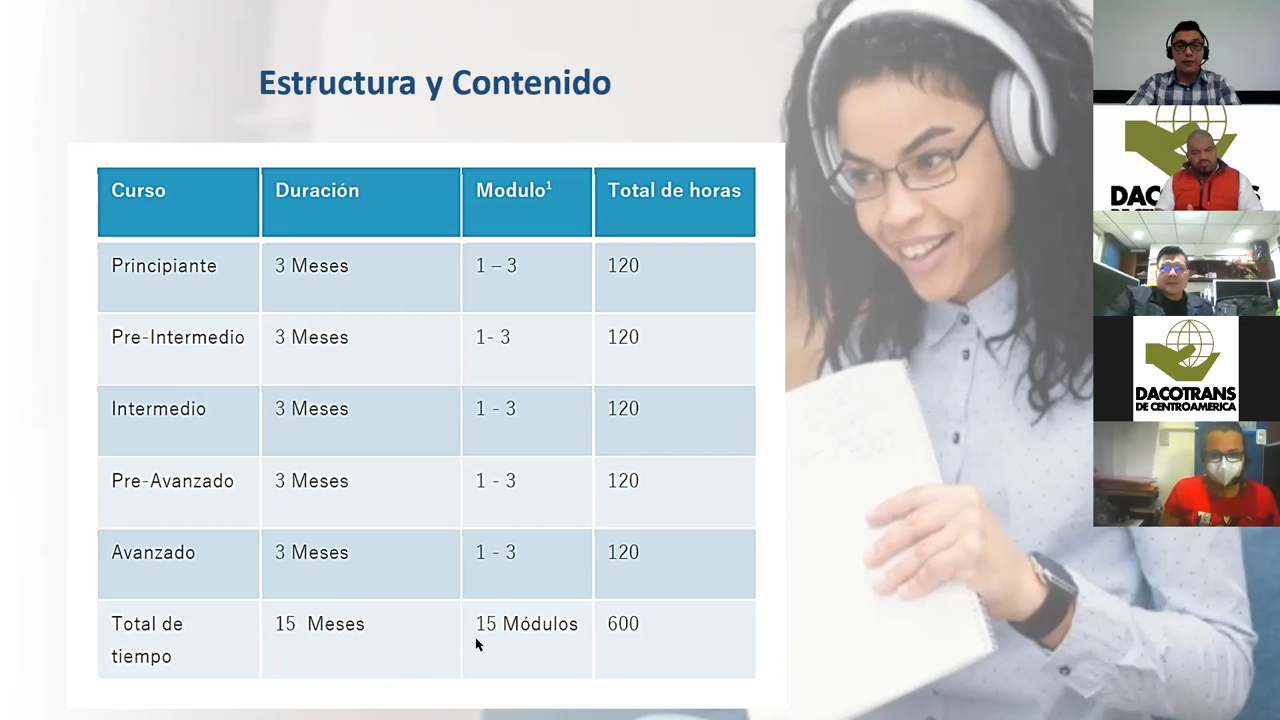 Estructura y Contenido
Curso Duración Modulo¹ Total de horas
Principiante 3 Meses 1 – 3 120
Pre-Intermedio 3 Meses 1- 3 120
Intermedio 3 Meses 1 - 3 120
Pre-Avanzado 3 Meses 1 - 3 120
Avanzado 3 Meses 1 - 3 120
Total de 15 Meses 15 Módulos 600
tiempo
DACOTRANS
DE CENTROAMERICA